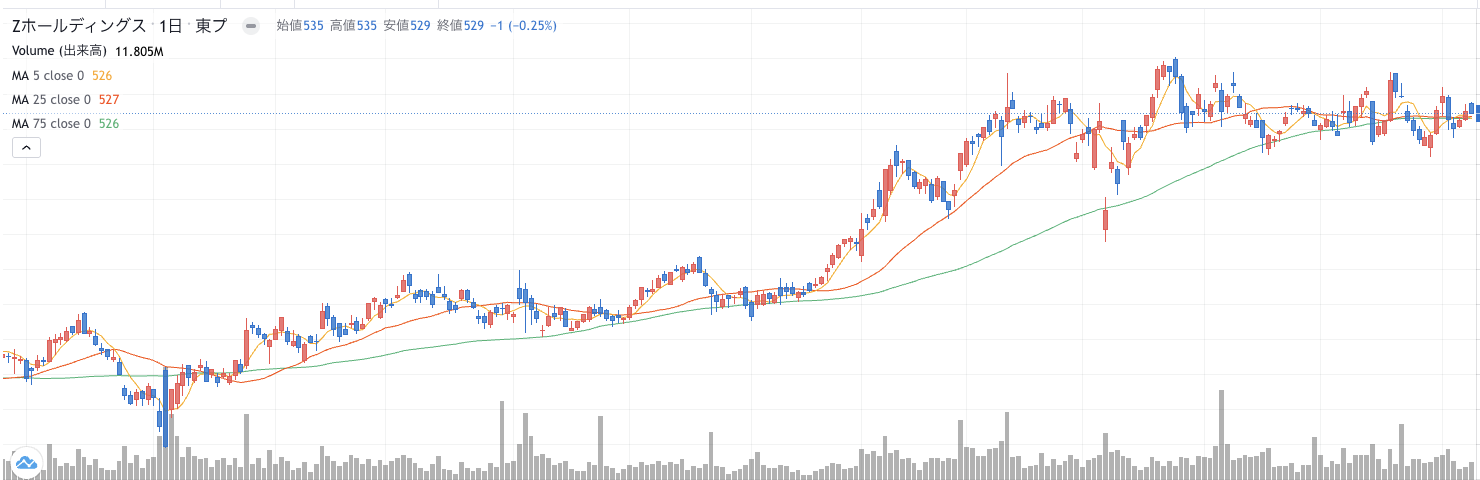 Zホールディングス · 1日 · 東プ 始値535 高値535 安値529 終値529 −1 (−0.25%)
Volume (出来高) 11.805M
MA 5 close 0 526
MA 25 close 0 527
MA 75 close 0 526